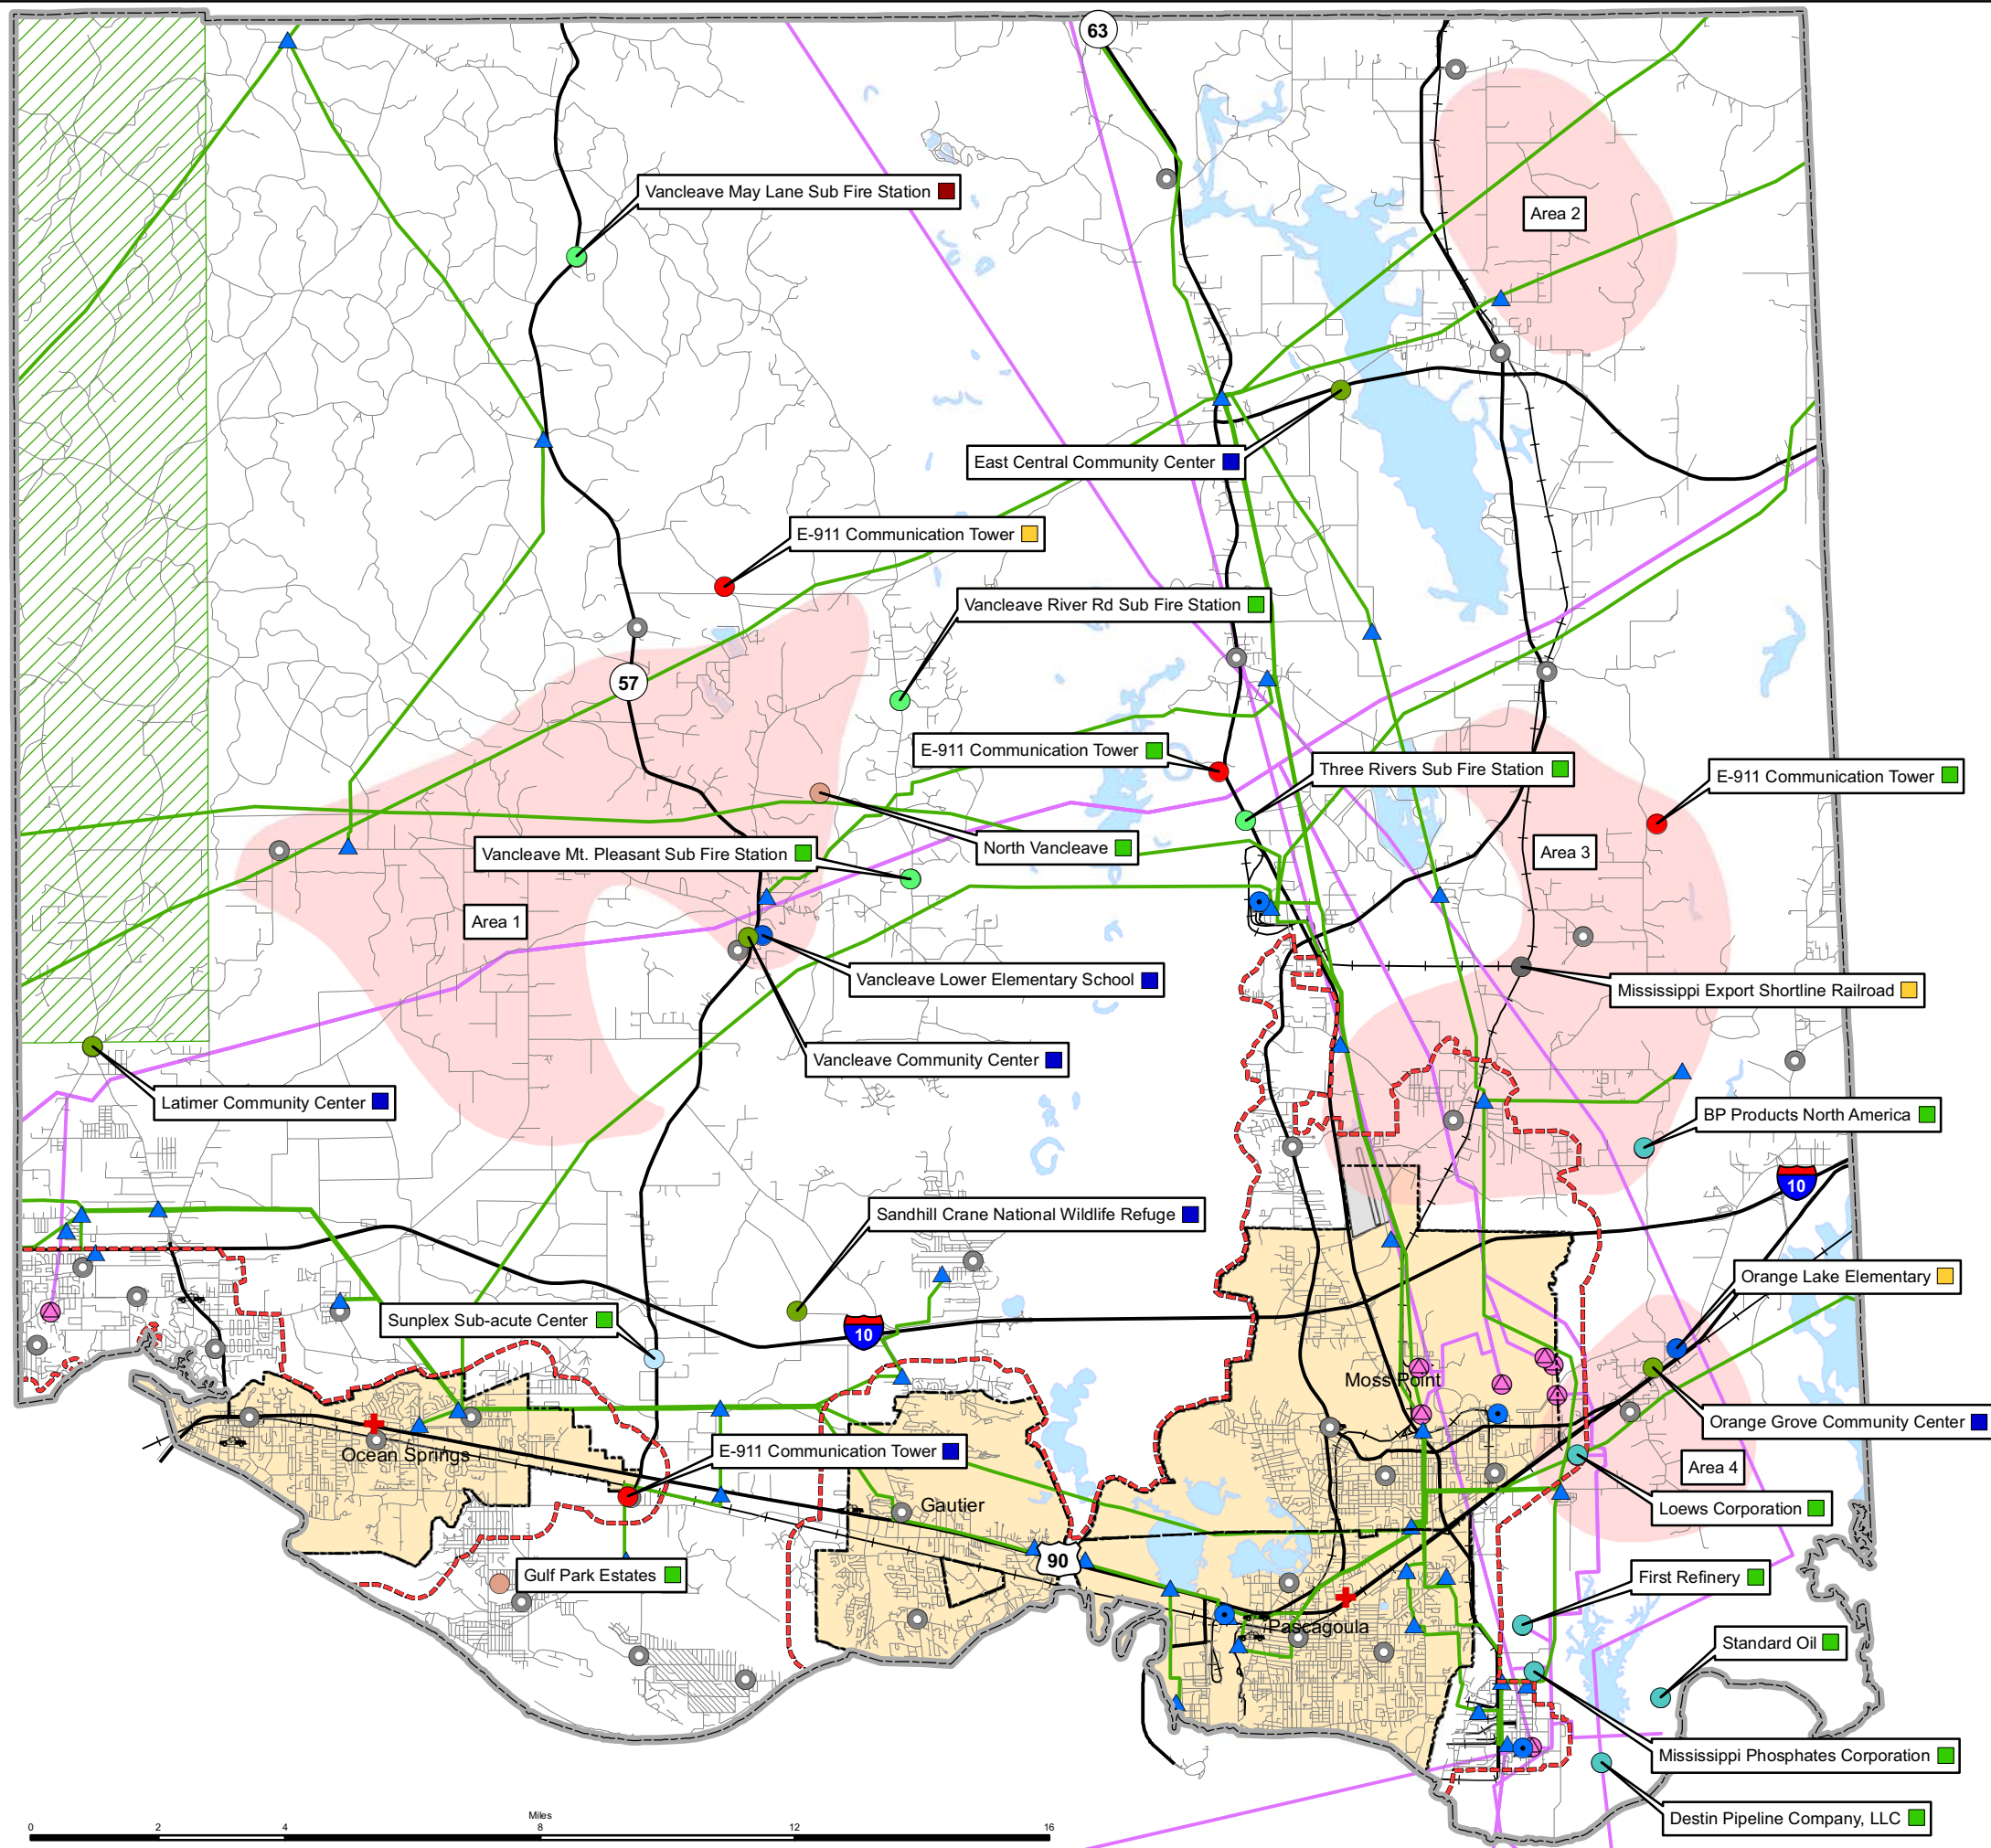 63
Vancleave May Lane Sub Fire Station
Area 2
East Central Community Center
E-911 Communication Tower
Vancleave River Rd Sub Fire Station
57
E-911 Communication Tower
Three Rivers Sub Fire Station
E-911 Communication Tower
North Vancleave
Vancleave Mt. Pleasant Sub Fire Station
Area 3
Area 1
Vancleave Lower Elementary School
Mississippi Export Shortline Railroad
Vancleave Community Center
Latimer Community Center
BP Products North America
10
Sandhill Crane National Wildlife Refuge
Orange Lake Elementary
Sunplex Sub-acute Center
10
Moss Point
Orange Grove Community Center
E-911 Communication Tower
Ocean Springs
Area 4
Gautier
Loews Corporation
90
Gulf Park Estates
First Refinery
Pascagoula
Standard Oil
Mississippi Phosphates Corporation
Destin Pipeline Company, LLC
Miles
0 2 4 8 12 16